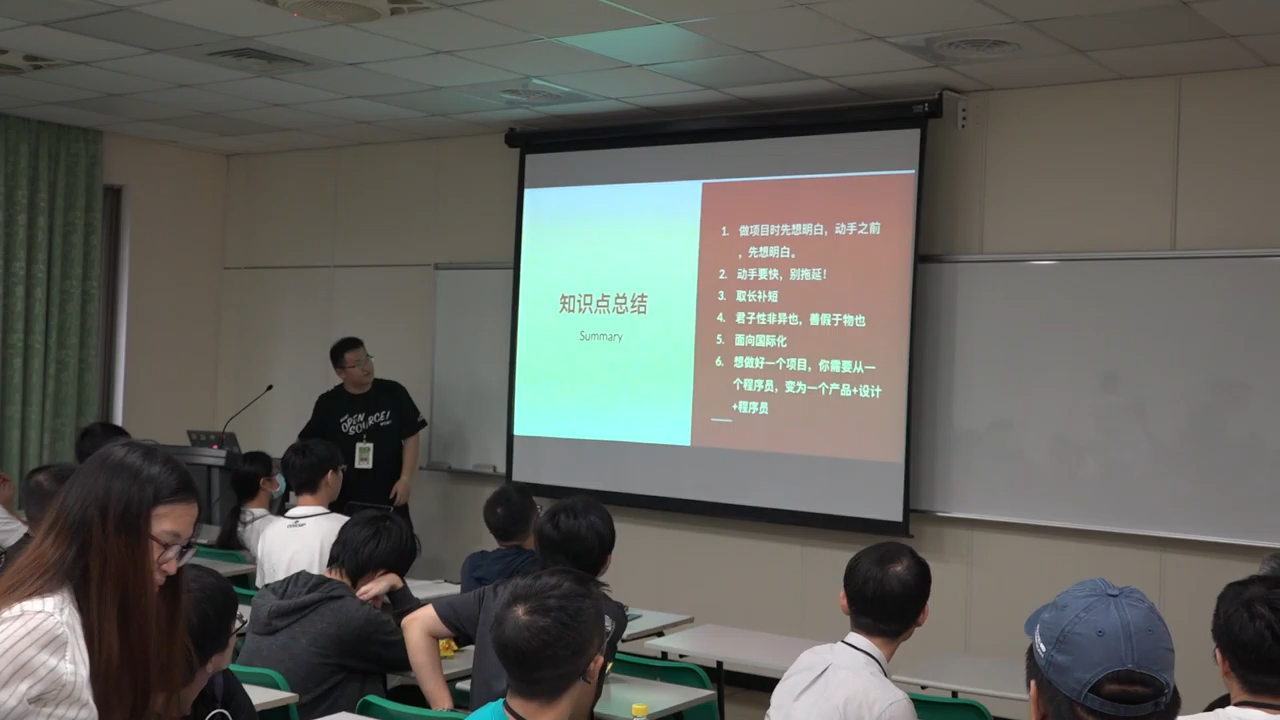 知识点总结
Summary
1. 做项目时先想明白，动手之前
，先想明白。
2. 动手要快，别拖延！
3. 取长补短
4. 君子性非异也，善假于物也
5. 面向国际化
6. 想做好一个项目，你需要从一
个程序员，变为一个产品+设计
+程序员
OPEN
SOURCE!